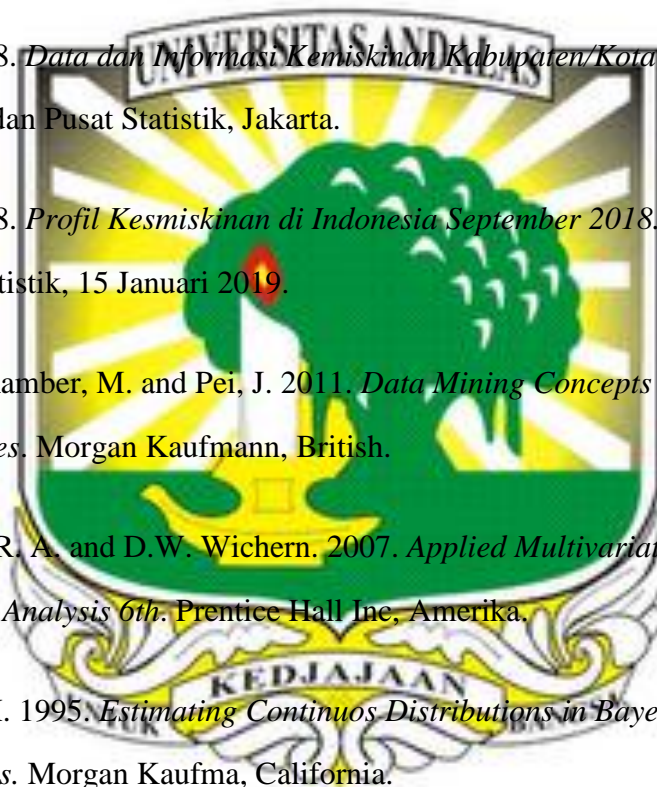 UNIVERSITAS ANDALAS
8. Data dan Informasi Kemiskinan Kabupaten/Kota
dan Pusat Statistik, Jakarta.
8. Profil Kesmiskinan di Indonesia September 2018.
tistik, 15 Januari 2019.
amber, M. and Pei, J. 2011. Data Mining Concepts
es. Morgan Kaufmann, British.
R. A. and D.W. Wichern. 2007. Applied Multivariat
Analysis 6th. Prentice Hall Inc, Amerika.
KEDJAJAAN
UNTUK BANGSA
. 1995. Estimating Continuos Distributions in Baye
s. Morgan Kaufma, California.